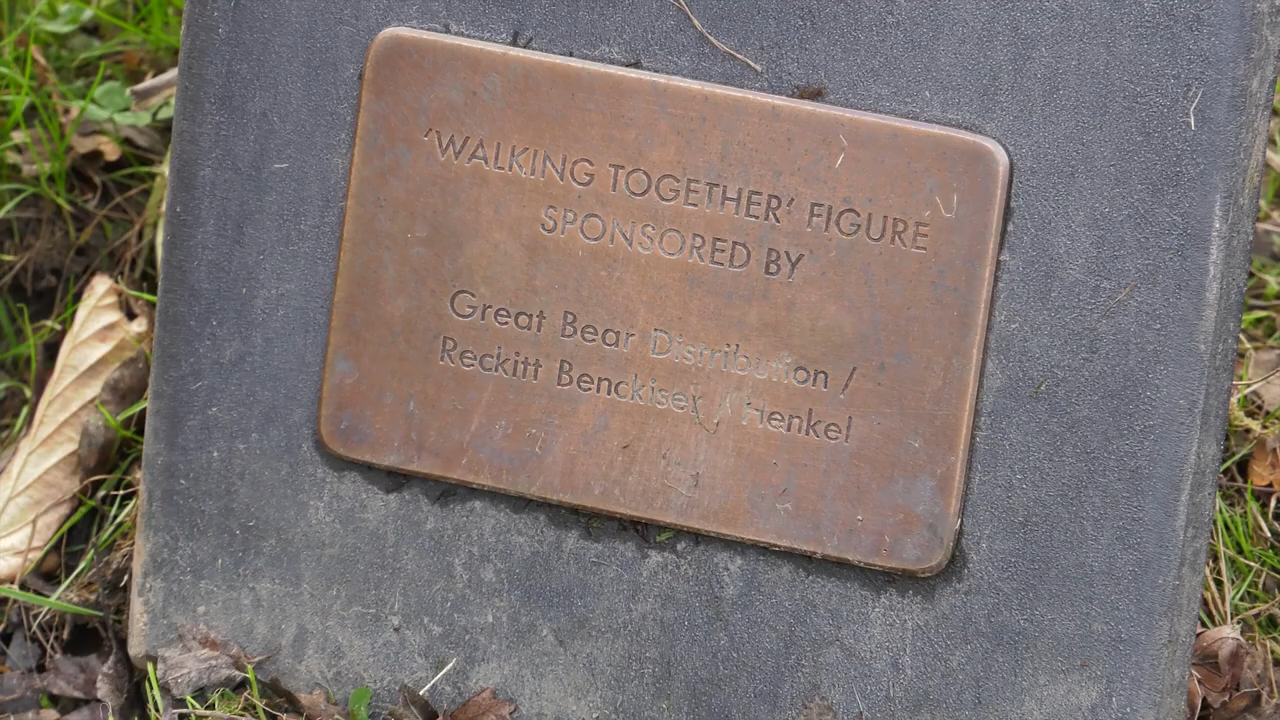 ‘WALKING TOGETHER’ FIGURE
SPONSORED BY
Great Bear Distribution /
Reckitt Benckiser / Henkel